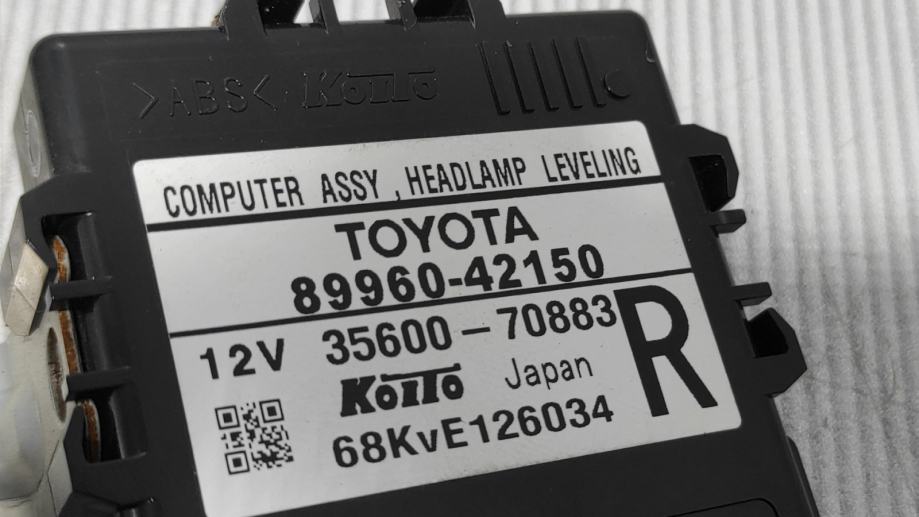 >ABS< KOITO
COMPUTER ASSY , HEADLAMP LEVELING
TOYOTA
89960-42150
12V 35600-70883 R
KOITO Japan
68KvE126034